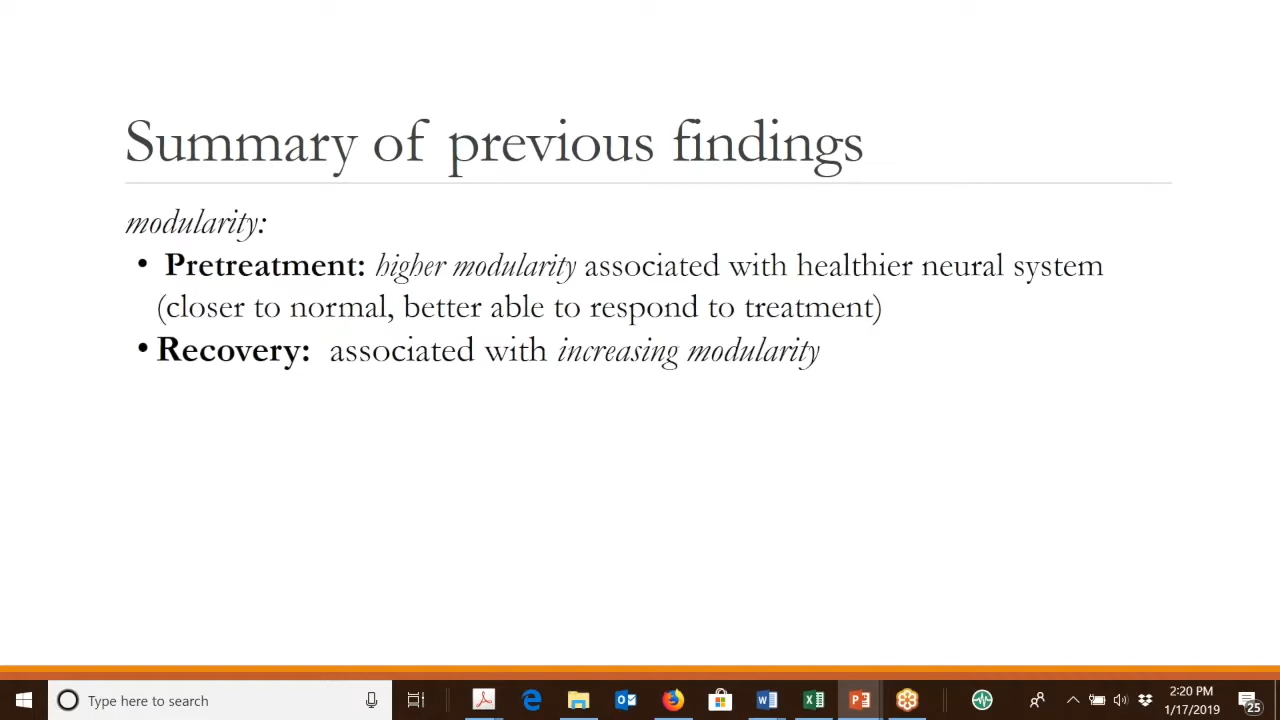 Summary of previous findings
modularity:
• Pretreatment: higher modularity associated with healthier neural system
(closer to normal, better able to respond to treatment)
• Recovery: associated with increasing modularity
Type here to search
2:20 PM
1/17/2019
25